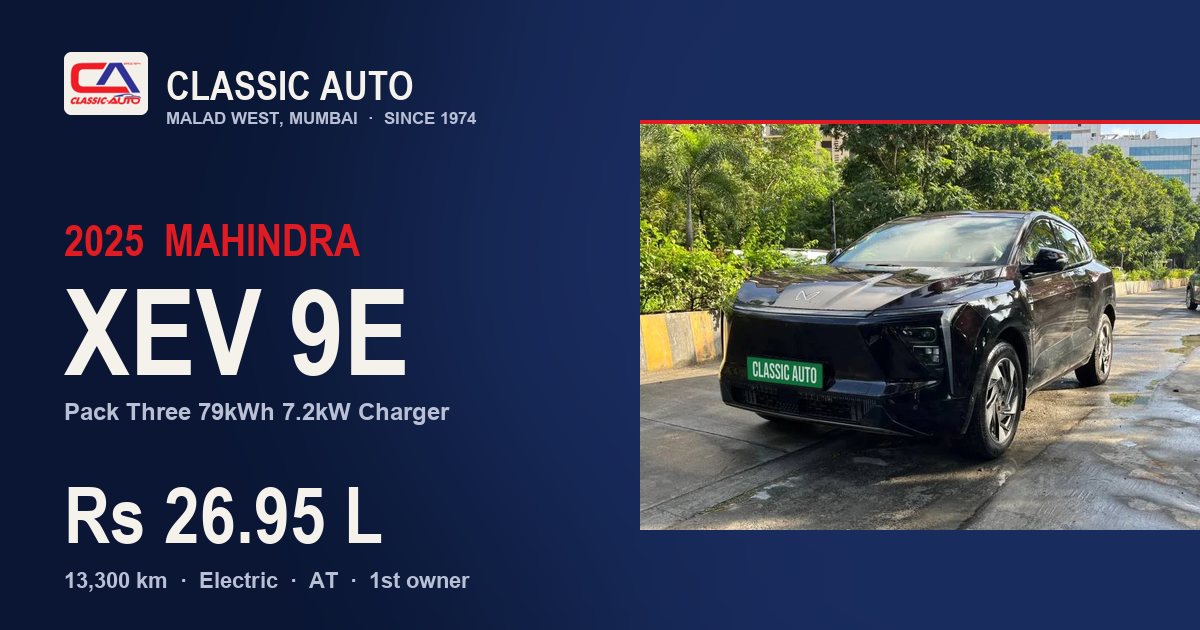 CA
CLASSIC-AUTO
CLASSIC AUTO
MALAD WEST, MUMBAI · SINCE 1974
2025 MAHINDRA
XEV 9E
Pack Three 79kWh 7.2kW Charger
Rs 26.95 L
13,300 km · Electric · AT · 1st owner
CLASSIC AUTO